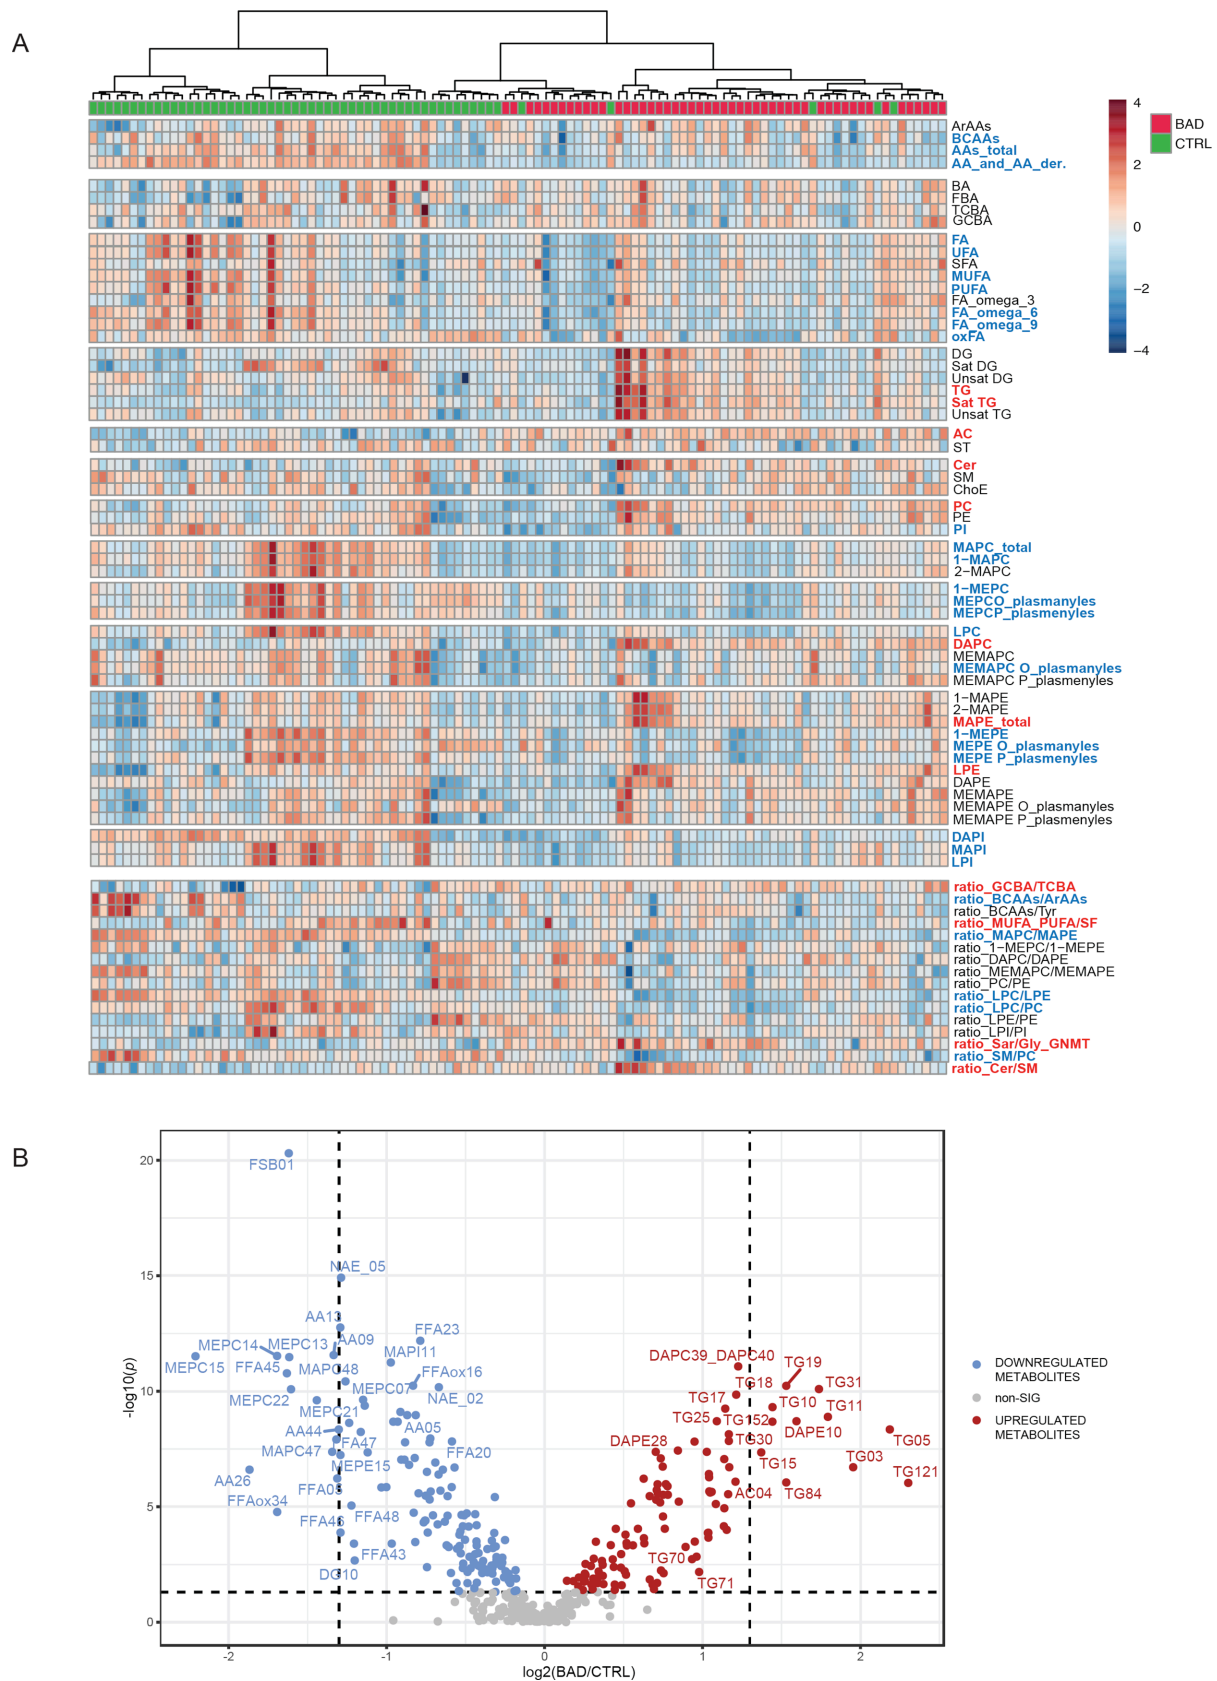 A
ArAAs
BCAAs
AAs_total
AA_and_AA_der.
BA
FBA
TCBA
GCBA
FA
UFA
SFA
MUFA
PUFA
FA_omega_3
FA_omega_6
FA_omega_9
oxFA
DG
Sat DG
Unsat DG
TG
Sat TG
Unsat TG
AC
ST
Cer
SM
ChoE
PC
PE
PI
MAPC_total
1−MAPC
2−MAPC
1−MEPC
MEPCO_plasmanyles
MEPCP_plasmenyles
LPC
DAPC
MEMAPC
MEMAPC O_plasmanyles
MEMAPC P_plasmenyles
1−MAPE
2−MAPE
MAPE_total
1−MEPE
MEPE O_plasmanyles
MEPE P_plasmenyles
LPE
DAPE
MEMAPE
MEMAPE O_plasmanyles
MEMAPE P_plasmenyles
DAPI
MAPI
LPI
ratio_GCBA/TCBA
ratio_BCAAs/ArAAs
ratio_BCAAs/Tyr
ratio_MUFA_PUFA/SF
ratio_MAPC/MAPE
ratio_1−MEPC/1−MEPE
ratio_DAPC/DAPE
ratio_MEMAPC/MEMAPE
ratio_PC/PE
ratio_LPC/LPE
ratio_LPC/PC
ratio_LPE/PE
ratio_LPI/PI
ratio_Sar/Gly_GNMT
ratio_SM/PC
ratio_Cer/SM
4
2
0
−2
−4
BAD
CTRL
B
-log10(p)
20
15
10
5
0
-2
-1
0
1
2
log2(BAD/CTRL)
FSB01
NAE_05
AA13
FFA23
MEPC14
MEPC13
AA09
MAPI11
MEPC15
FFA45
MAPC48
FFAox16
MEPC07
MEPC22
NAE_02
MEPC21
AA05
AA44
FA47
MAPC47
FFA20
MEPE15
AA26
FFA05
FFAox34
FFA46
FFA48
FFA43
DG10
DAPC39_DAPC40
TG19
TG18
TG31
TG17
TG10
TG11
TG25
TG152
DAPE10
TG05
DAPE28
TG30
TG15
TG03
TG121
AC04
TG84
TG70
TG71
DOWNREGULATED
METABOLITES
non-SIG
UPREGULATED
METABOLITES